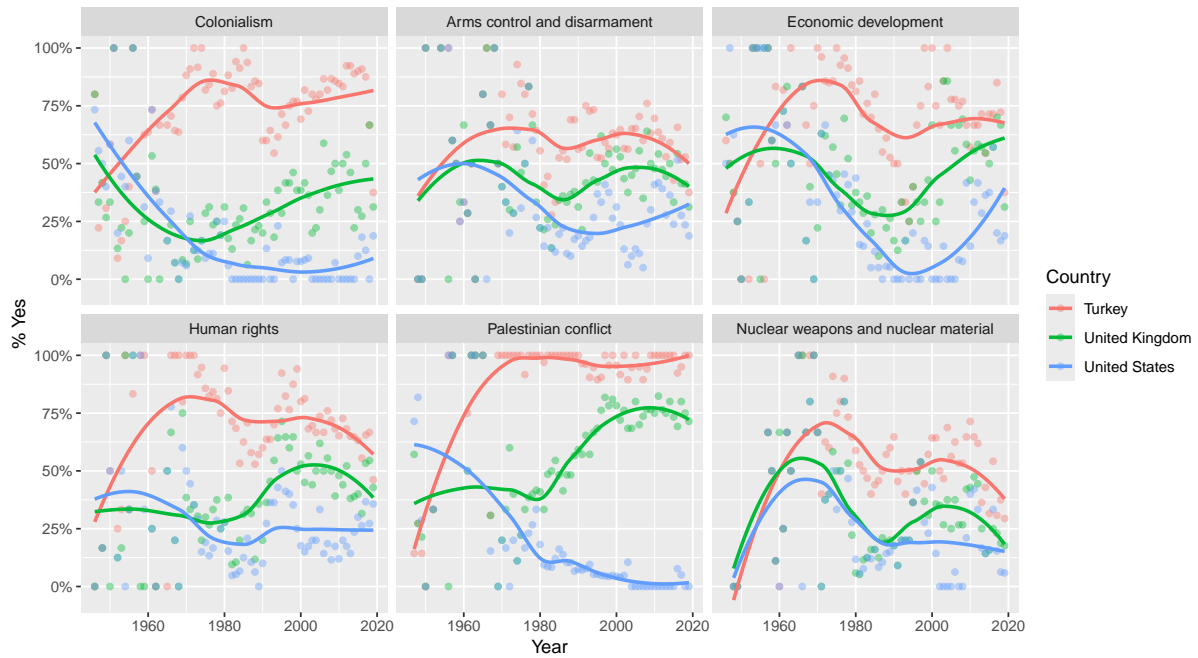 Colonialism
Arms control and disarmament
Economic development
100%
75%
50%
25%
0%
Human rights
Palestinian conflict
Nuclear weapons and nuclear material
100%
75%
50%
25%
0%
1960
1980
2000
2020
1960
1980
2000
2020
1960
1980
2000
2020
Year
% Yes
Country
Turkey
United Kingdom
United States